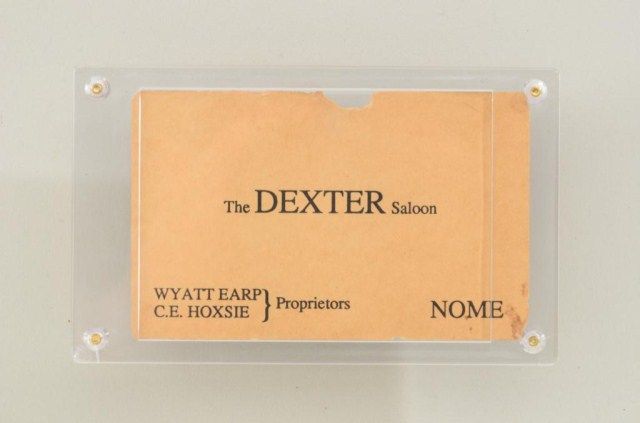 The DEXTER Saloon
WYATT EARP } Proprietors
C.E. HOXSIE
NOME